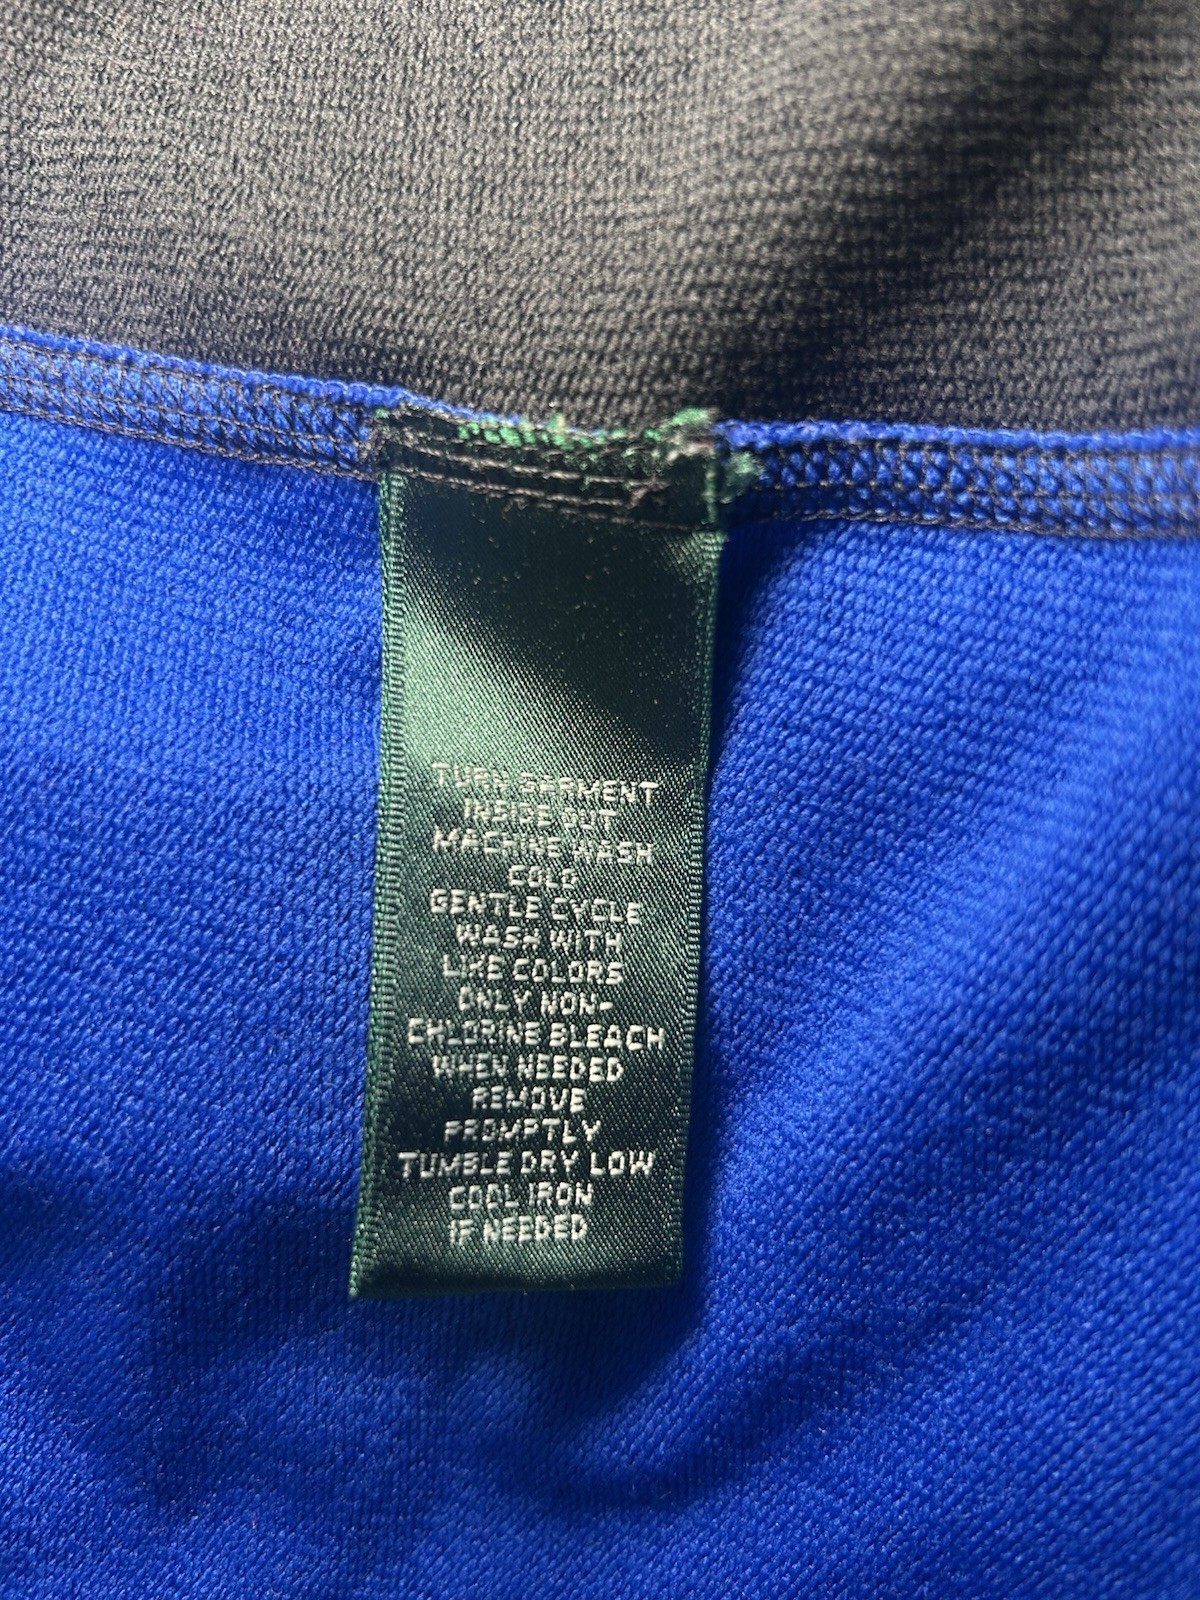 TURN GARMENT
INSIDE OUT
MACHINE WASH
COLD
GENTLE CYCLE
WASH WITH
LIKE COLORS
ONLY NON-
CHLORINE BLEACH
WHEN NEEDED
REMOVE
PROMPTLY
TUMBLE DRY LOW
COOL IRON
IF NEEDED